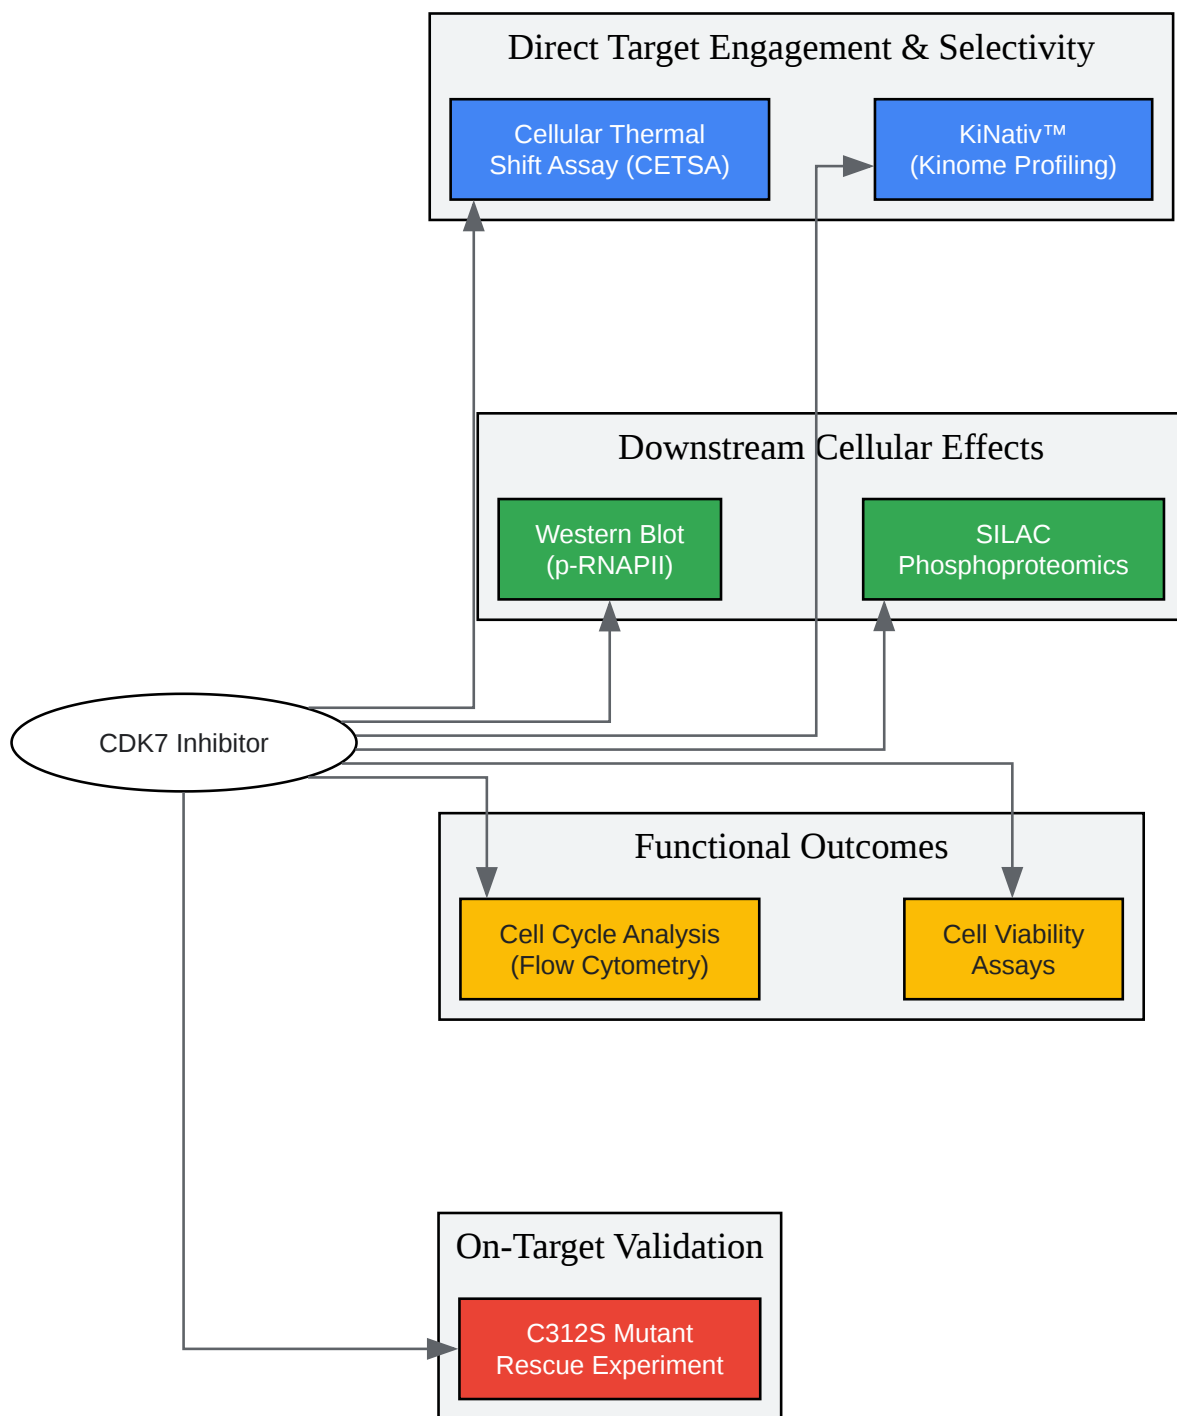 Direct Target Engagement & Selectivity
Cellular Thermal
Shift Assay (CETSA)
KiNativ™
(Kinome Profiling)
Downstream Cellular Effects
Western Blot
(p-RNAPII)
SILAC
Phosphoproteomics
CDK7 Inhibitor
Functional Outcomes
Cell Cycle Analysis
(Flow Cytometry)
Cell Viability
Assays
On-Target Validation
C312S Mutant
Rescue Experiment